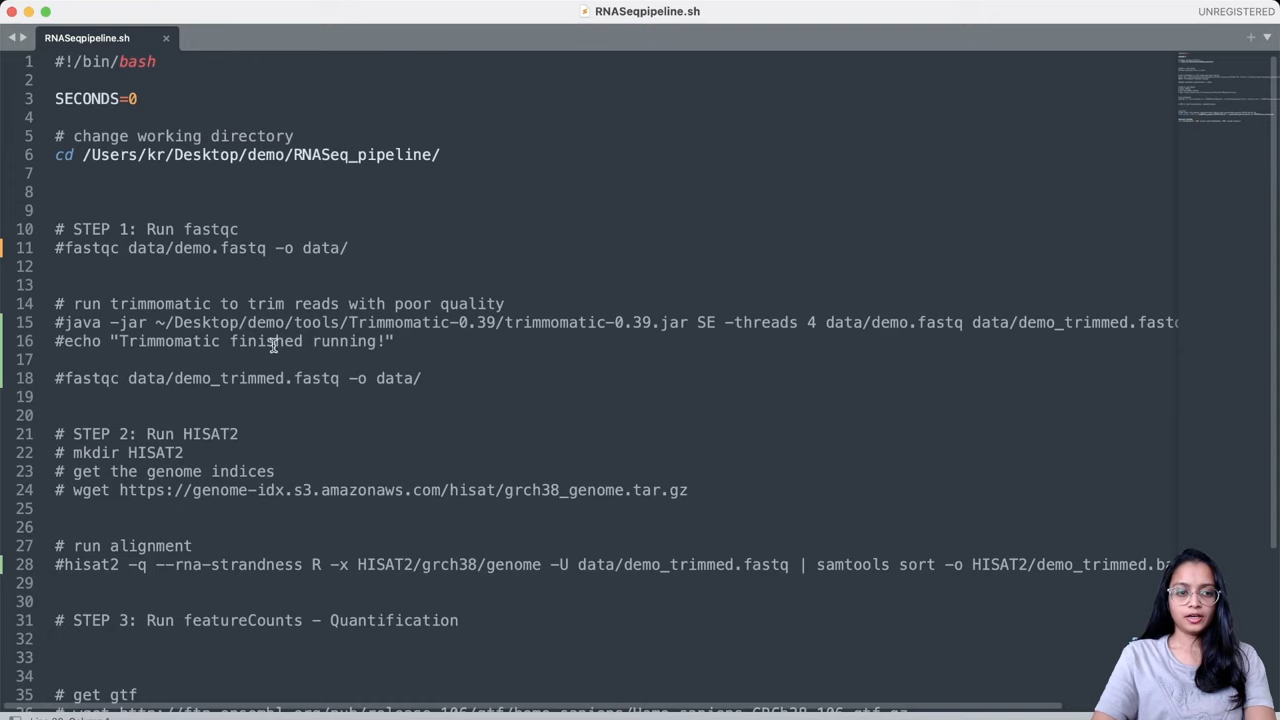 RNASeqpipeline.sh
UNREGISTERED
RNASeqpipeline.sh
1 #!/bin/bash
2
3 SECONDS=0
4
5 # change working directory
6 cd /Users/kr/Desktop/demo/RNASeq_pipeline/
7
8
9
10 # STEP 1: Run fastqc
11 #fastqc data/demo.fastq -o data/
12
13
14 # run trimmomatic to trim reads with poor quality
15 #java -jar ~/Desktop/demo/tools/Trimmomatic-0.39/trimmomatic-0.39.jar SE -threads 4 data/demo.fastq data/demo_trimmed.fastq
16 #echo "Trimmomatic finished running!"
17
18 #fastqc data/demo_trimmed.fastq -o data/
19
20
21 # STEP 2: Run HISAT2
22 # mkdir HISAT2
23 # get the genome indices
24 # wget https://genome-idx.s3.amazonaws.com/hisat/grch38_genome.tar.gz
25
26
27 # run alignment
28 #hisat2 -q --rna-strandness R -x HISAT2/grch38/genome -U data/demo_trimmed.fastq | samtools sort -o HISAT2/demo_trimmed.ba
29
30
31 # STEP 3: Run featureCounts - Quantification
32
33
34
35 # get gtf